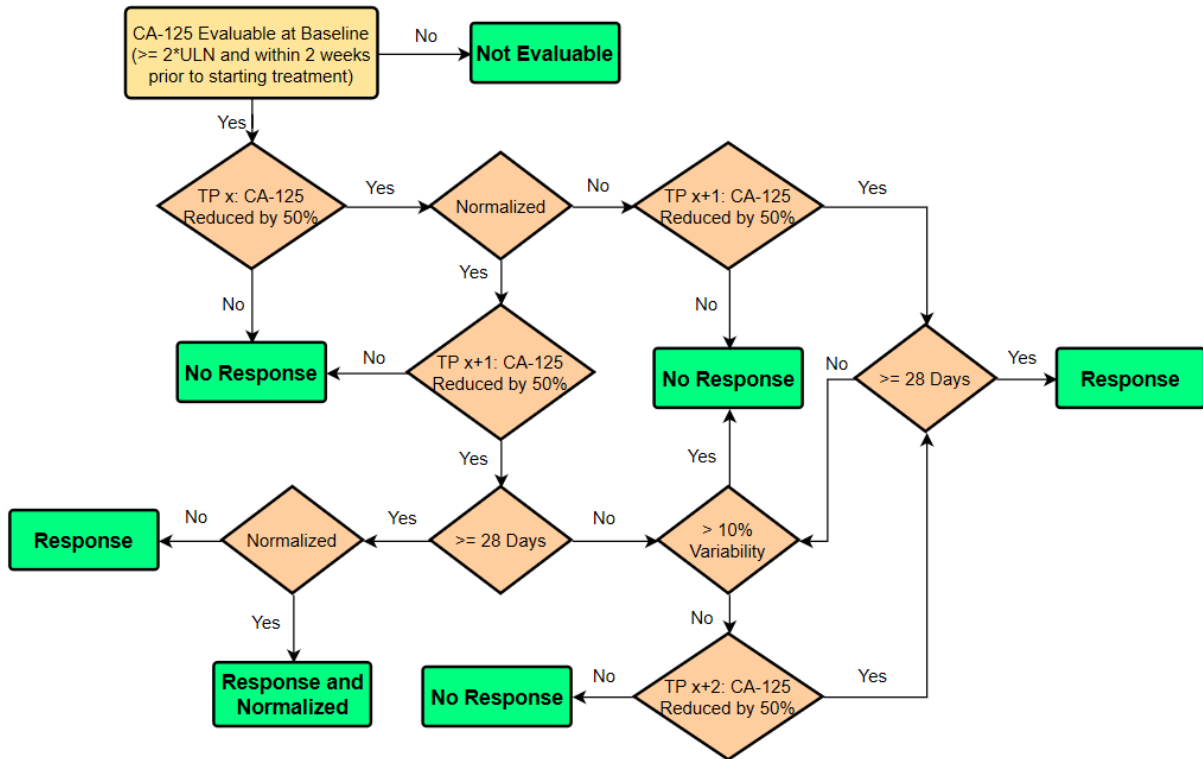 CA-125 Evaluable at Baseline
(>= 2*ULN and within 2 weeks
prior to starting treatment)
No
Not Evaluable
Yes
TP x: CA-125
Reduced by 50%
Yes
Normalized
No
TP x+1: CA-125
Reduced by 50%
Yes
No
Yes
No
No Response
No
TP x+1: CA-125
Reduced by 50%
No Response
No
>= 28 Days
Yes
Response
Yes
Yes
Response
No
Normalized
Yes
>= 28 Days
No
> 10%
Variability
Yes
No
Response and
Normalized
No Response
No
TP x+2: CA-125
Reduced by 50%
Yes